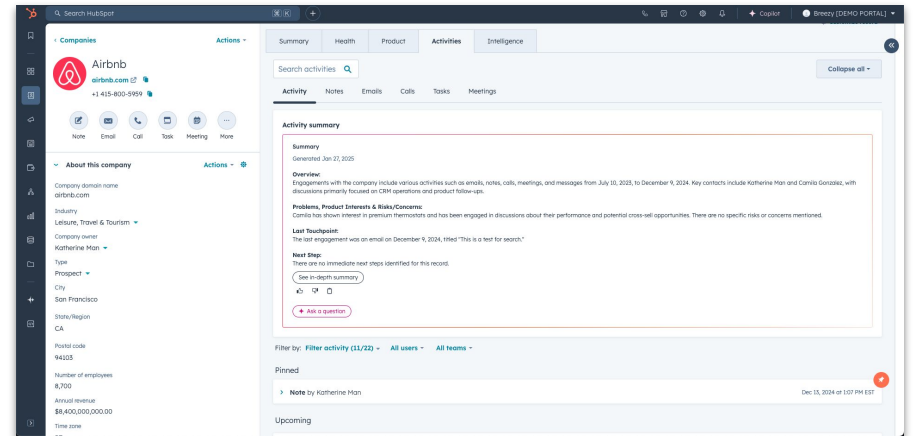 Search HubSpot
⌘ K
+
Copilot
Breezy [DEMO PORTAL]
Companies
Actions
Airbnb
airbnb.com
+1 415-800-5959
Note Email Call Task Meeting More
About this company
Actions
Company domain name
airbnb.com
Industry
Leisure, Travel & Tourism
Company owner
Katherine Man
Type
Prospect
City
San Francisco
State/Region
CA
Postal code
94103
Number of employees
8,700
Annual revenue
$8,400,000,000.00
Time zone
Summary Health Product Activities Intelligence
Search activities
Collapse all
Activity Notes Emails Calls Tasks Meetings
Activity summary
Summary
Generated Jan 27, 2025
Overview:
Engagements with the company include various activities such as emails, notes, calls, meetings, and messages from July 10, 2023, to December 9, 2024. Key contacts include Katherine Man and Camila Gonzalez, with
discussions primarily focused on CRM operations and product follow-ups.
Problems, Product Interests & Risks/Concerns:
Camila has shown interest in premium thermostats and has been engaged in discussions about their performance and potential cross-sell opportunities. There are no specific risks or concerns mentioned.
Last Touchpoint:
The last engagement was an email on December 9, 2024, titled "This is a test for search."
Next Step:
There are no immediate next steps identified for this record.
See in-depth summary
Ask a question
Filter by: Filter activity (11/22) All users All teams
Pinned
Note by Katherine Man
Dec 13, 2024 at 1:07 PM EST
Upcoming